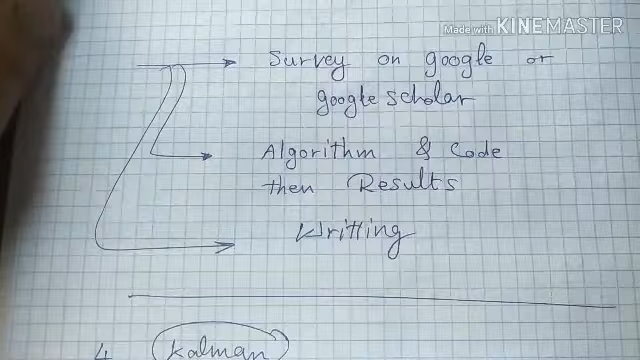 Made with KINEMASTER
Survey on google or
google scholar
Algorithm & Code
then Results
Writting
4 Kalman